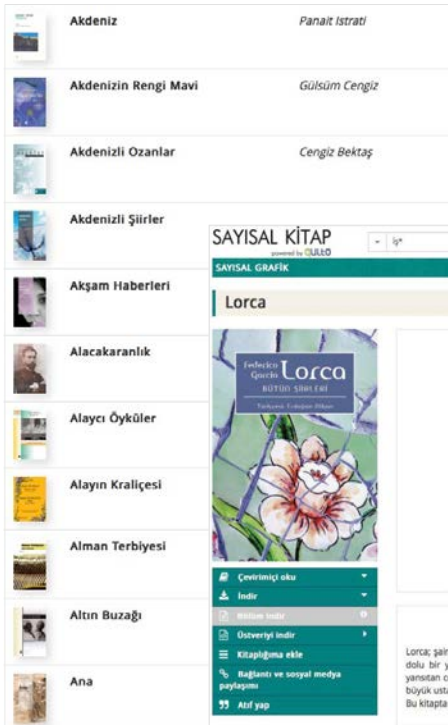 Akdeniz
Panait Istrati
Akdenizin Rengi Mavi
Gülsüm Cengiz
Akdenizli Ozanlar
Cengiz Bektaş
Akdenizli Şiirler
Akşam Haberleri
Alacakaranlık
Alaycı Öyküler
Alayın Kraliçesi
Alman Terbiyesi
Altın Buzağı
Ana
SAYISAL KİTAP
powered by
iş*
SAYISAL GRAFİK
Lorca
Federico
García Lorca
BÜTÜN ŞİİRLERİ
Çevirimiçi oku
İndir
Bölüm indir
Üstveriyi indir
Kitaplığıma ekle
Bağlantı ve sosyal medya
paylaşımı
Atıf yap
Lorca; şair
dolu bir y
yansıtan c
büyük usta
Bu kitapta